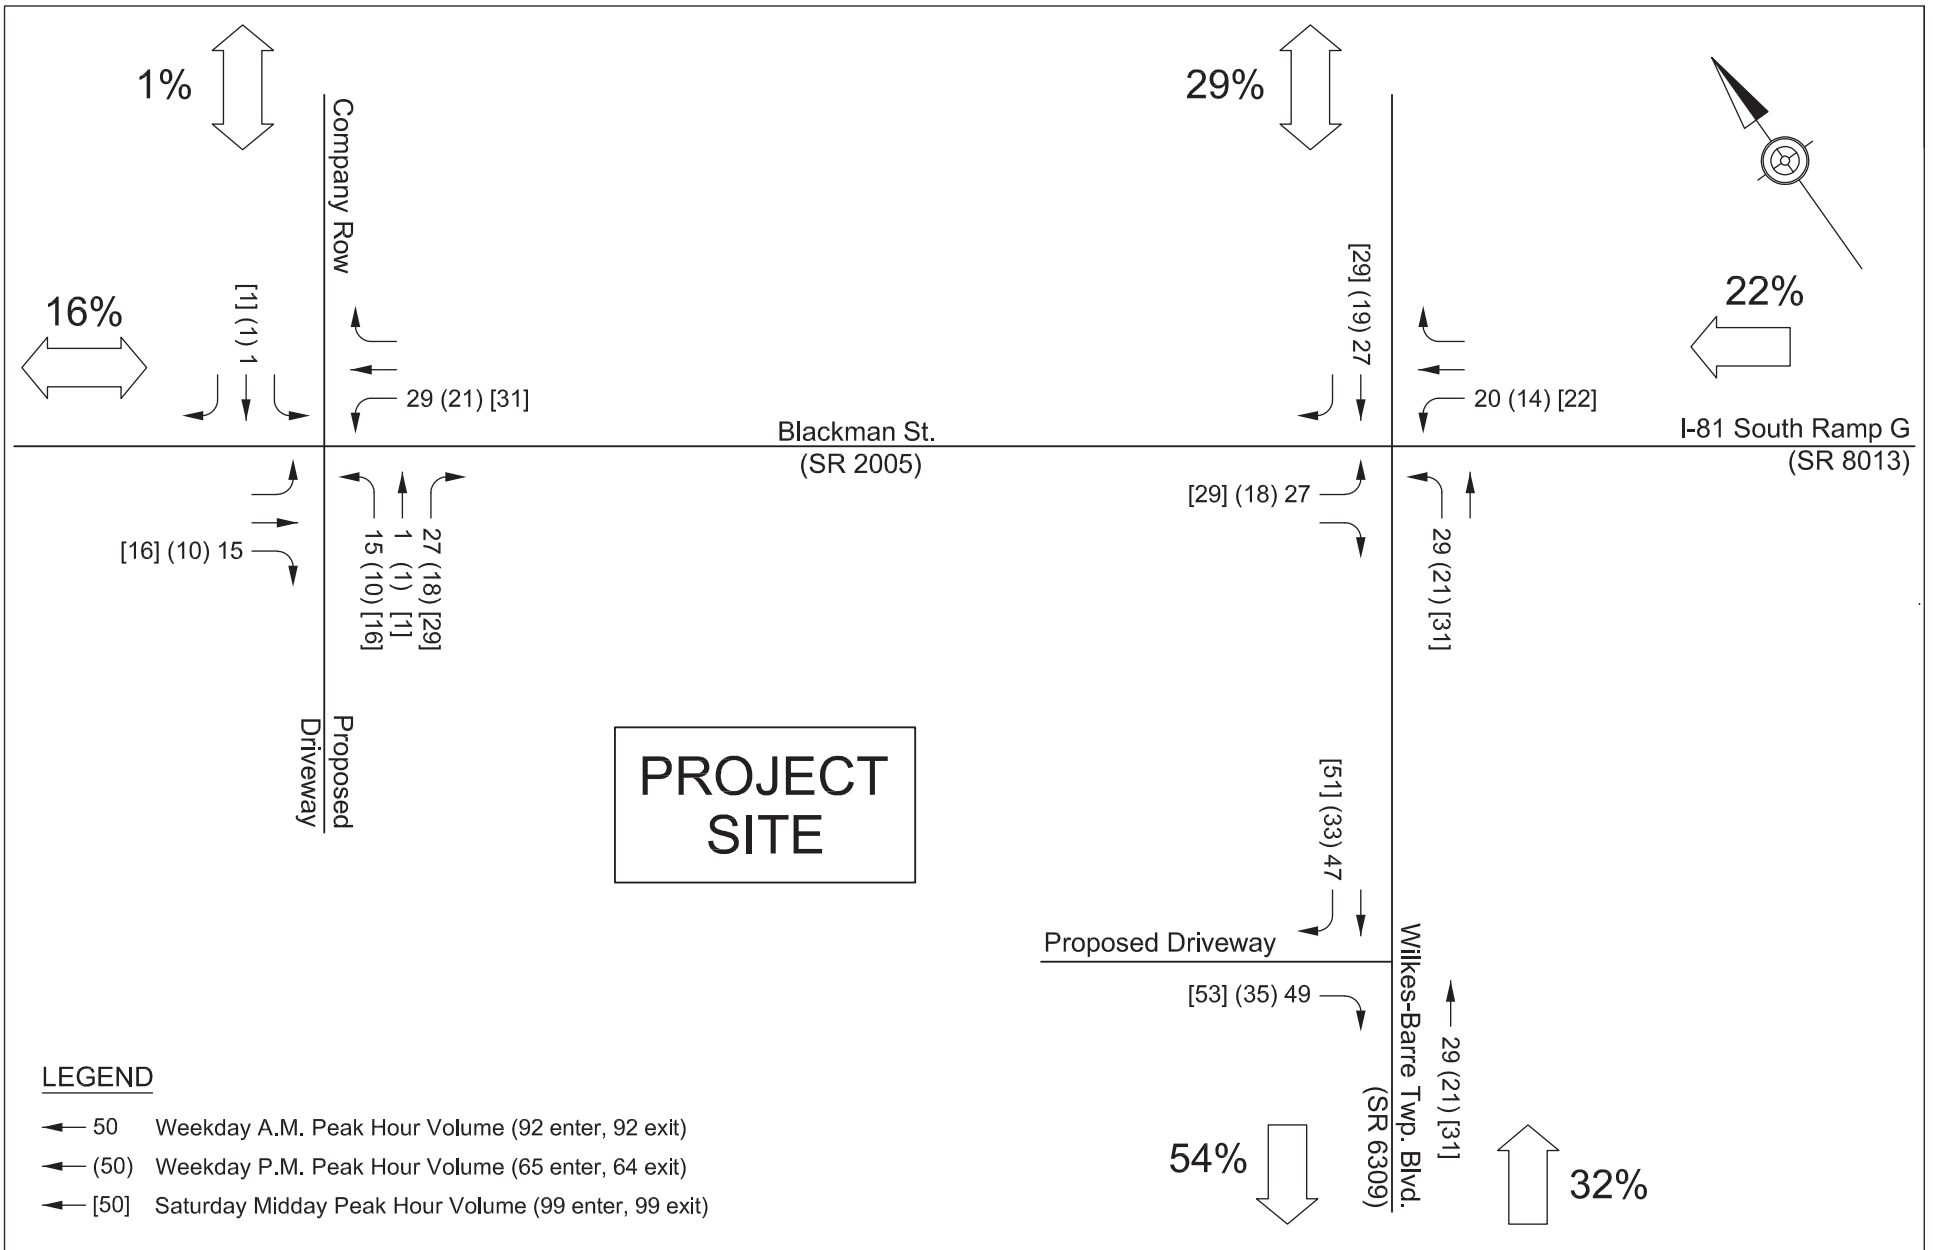 1%
29%
Company Row
16%
[1] (1) 1
29 (21) [31]
[29] (19) 27
22%
20 (14) [22]
Blackman St.
(SR 2005)
I-81 South Ramp G
(SR 8013)
[16] (10) 15
27 (18) [29]
1 (1) [1]
15 (10) [16]
[29] (18) 27
29 (21) [31]
Proposed
Driveway
PROJECT
SITE
[51] (33) 47
Proposed Driveway
[53] (35) 49
Wilkes-Barre Twp. Blvd.
(SR 6309)
29 (21) [31]
54%
32%
LEGEND
50 Weekday A.M. Peak Hour Volume (92 enter, 92 exit)
(50) Weekday P.M. Peak Hour Volume (65 enter, 64 exit)
[50] Saturday Midday Peak Hour Volume (99 enter, 99 exit)